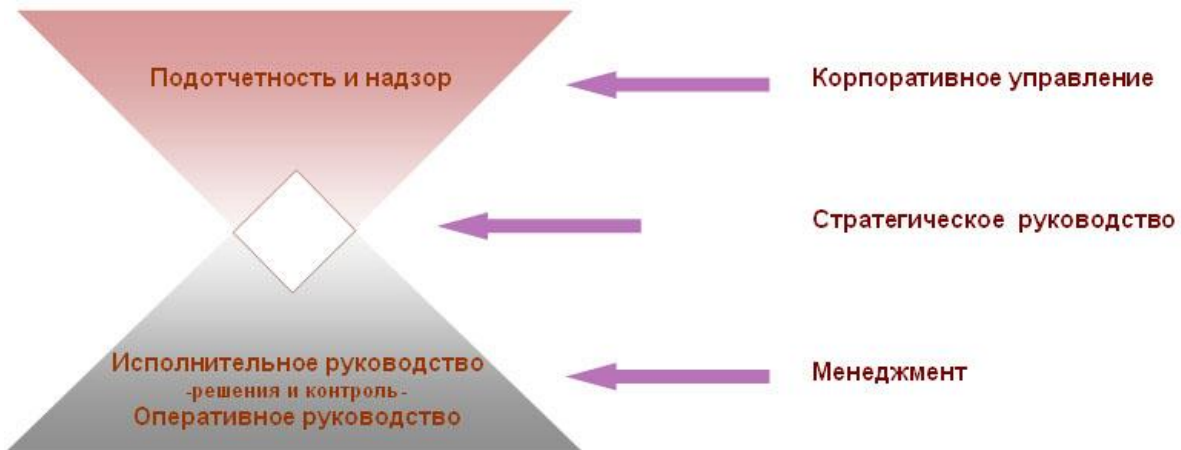 Подотчетность и надзор
Корпоративное управление
Стратегическое руководство
Исполнительное руководство
-решения и контроль-
Оперативное руководство
Менеджмент